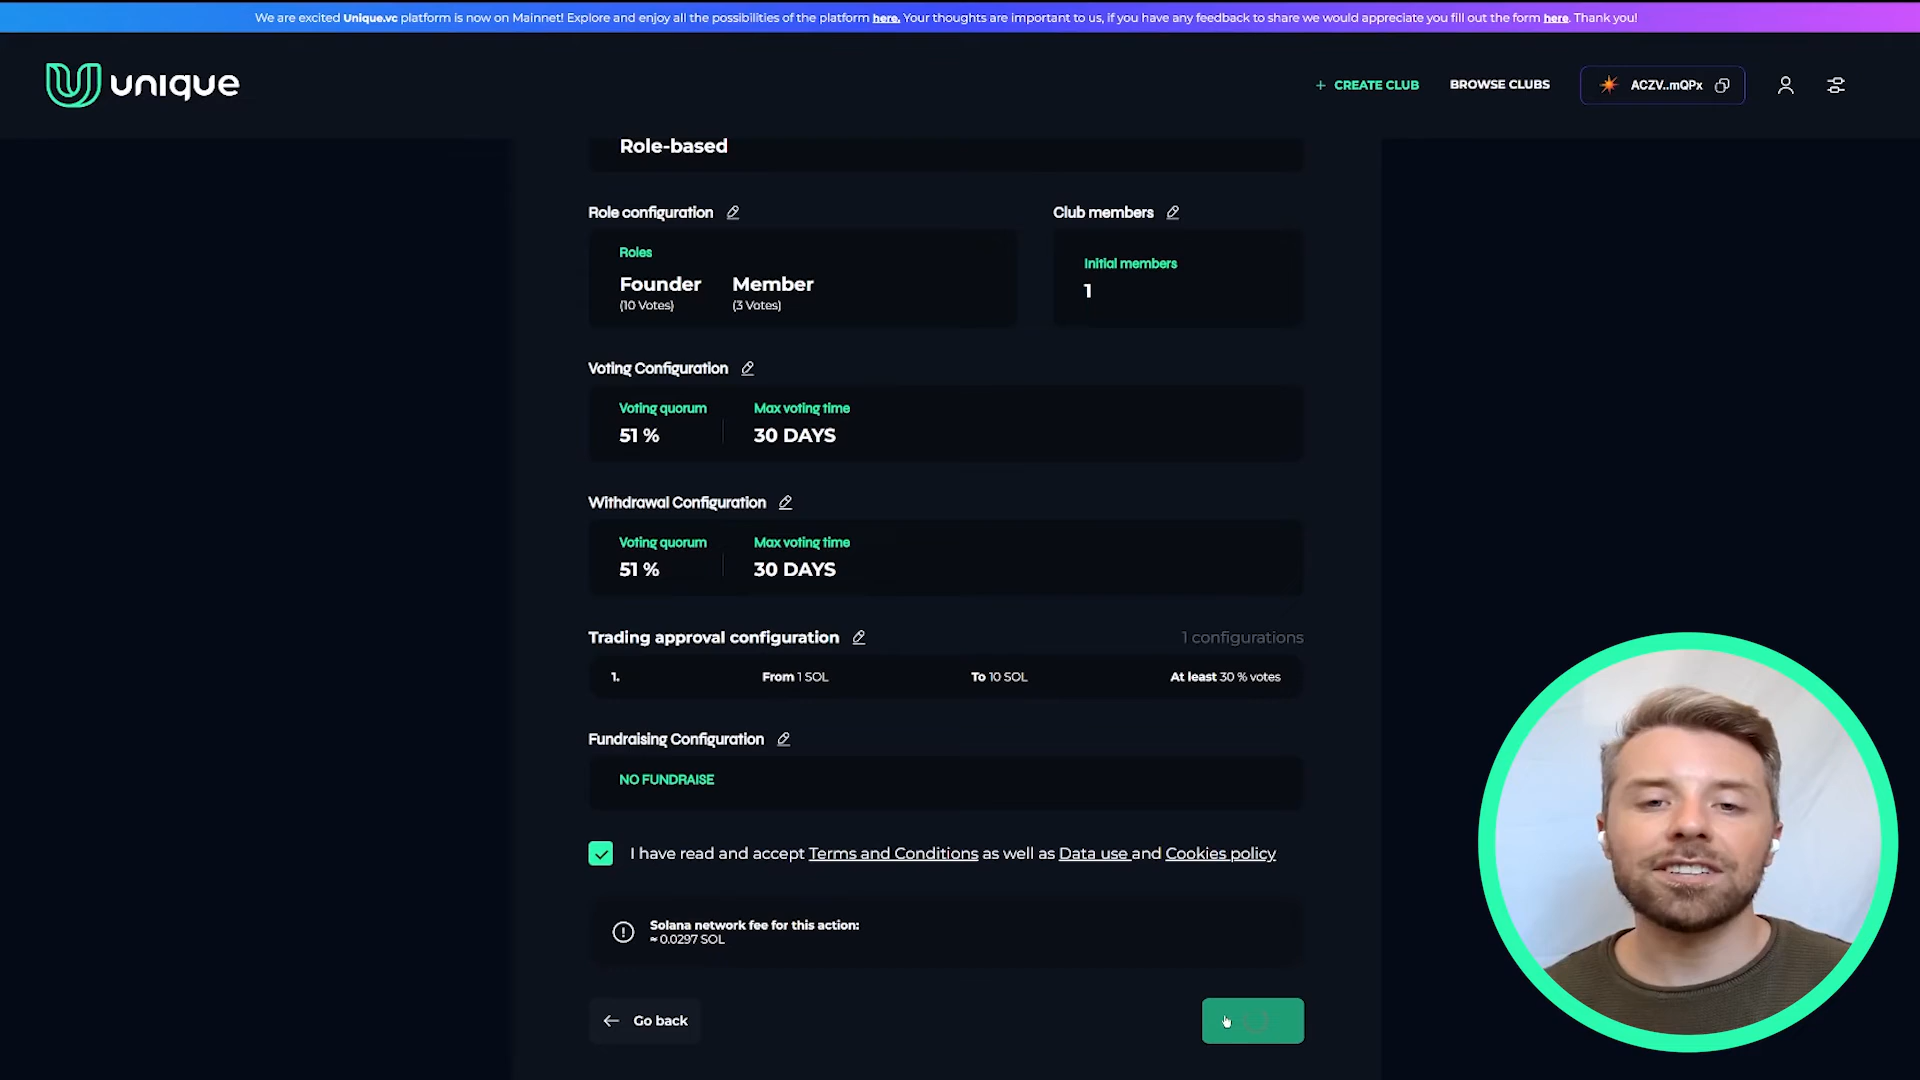 We are excited Unique.vc platform is now on Mainnet! Explore and enjoy all the possibilities of the platform here. Your thoughts are important to us, if you have any feedback to share we would appreciate you fill out the form here. Thank you!
unique
+ CREATE CLUB
BROWSE CLUBS
ACZV..mQPx
Role-based
Role configuration
Club members
Roles
Founder
Member
(10 Votes)
(3 Votes)
Initial members
1
Voting Configuration
Voting quorum
Max voting time
51 %
30 DAYS
Withdrawal Configuration
Voting quorum
Max voting time
51 %
30 DAYS
Trading approval configuration
1 configurations
1.
From 1 SOL
To 10 SOL
At least 30 % votes
Fundraising Configuration
NO FUNDRAISE
I have read and accept Terms and Conditions as well as Data use and Cookies policy
Solana network fee for this action:
≈ 0.0297 SOL
Go back